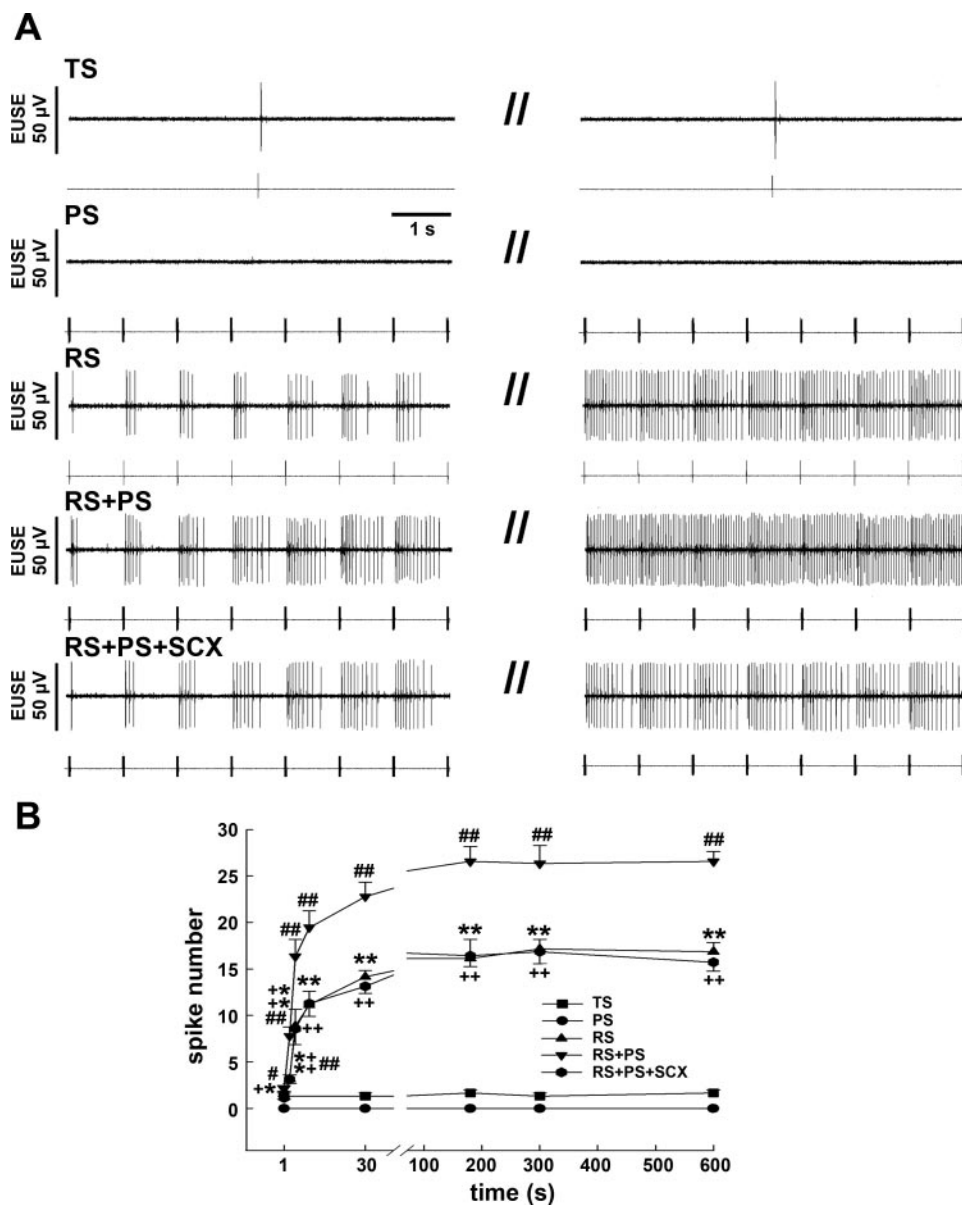 A
TS
EUSE
50 µV
//
PS
1 s
EUSE
50 µV
//
RS
EUSE
50 µV
//
RS+PS
EUSE
50 µV
//
RS+PS+SCX
EUSE
50 µV
//
B
30
25
20
15
10
5
0
spike number
##
##
##
##
##
##
**
**
**
**
**
++
++
++
++
++
+*
+*
##
#
+*
*+
*+
##
TS
PS
RS
RS+PS
RS+PS+SCX
1 30 100 200 300 400 500 600
time (s)